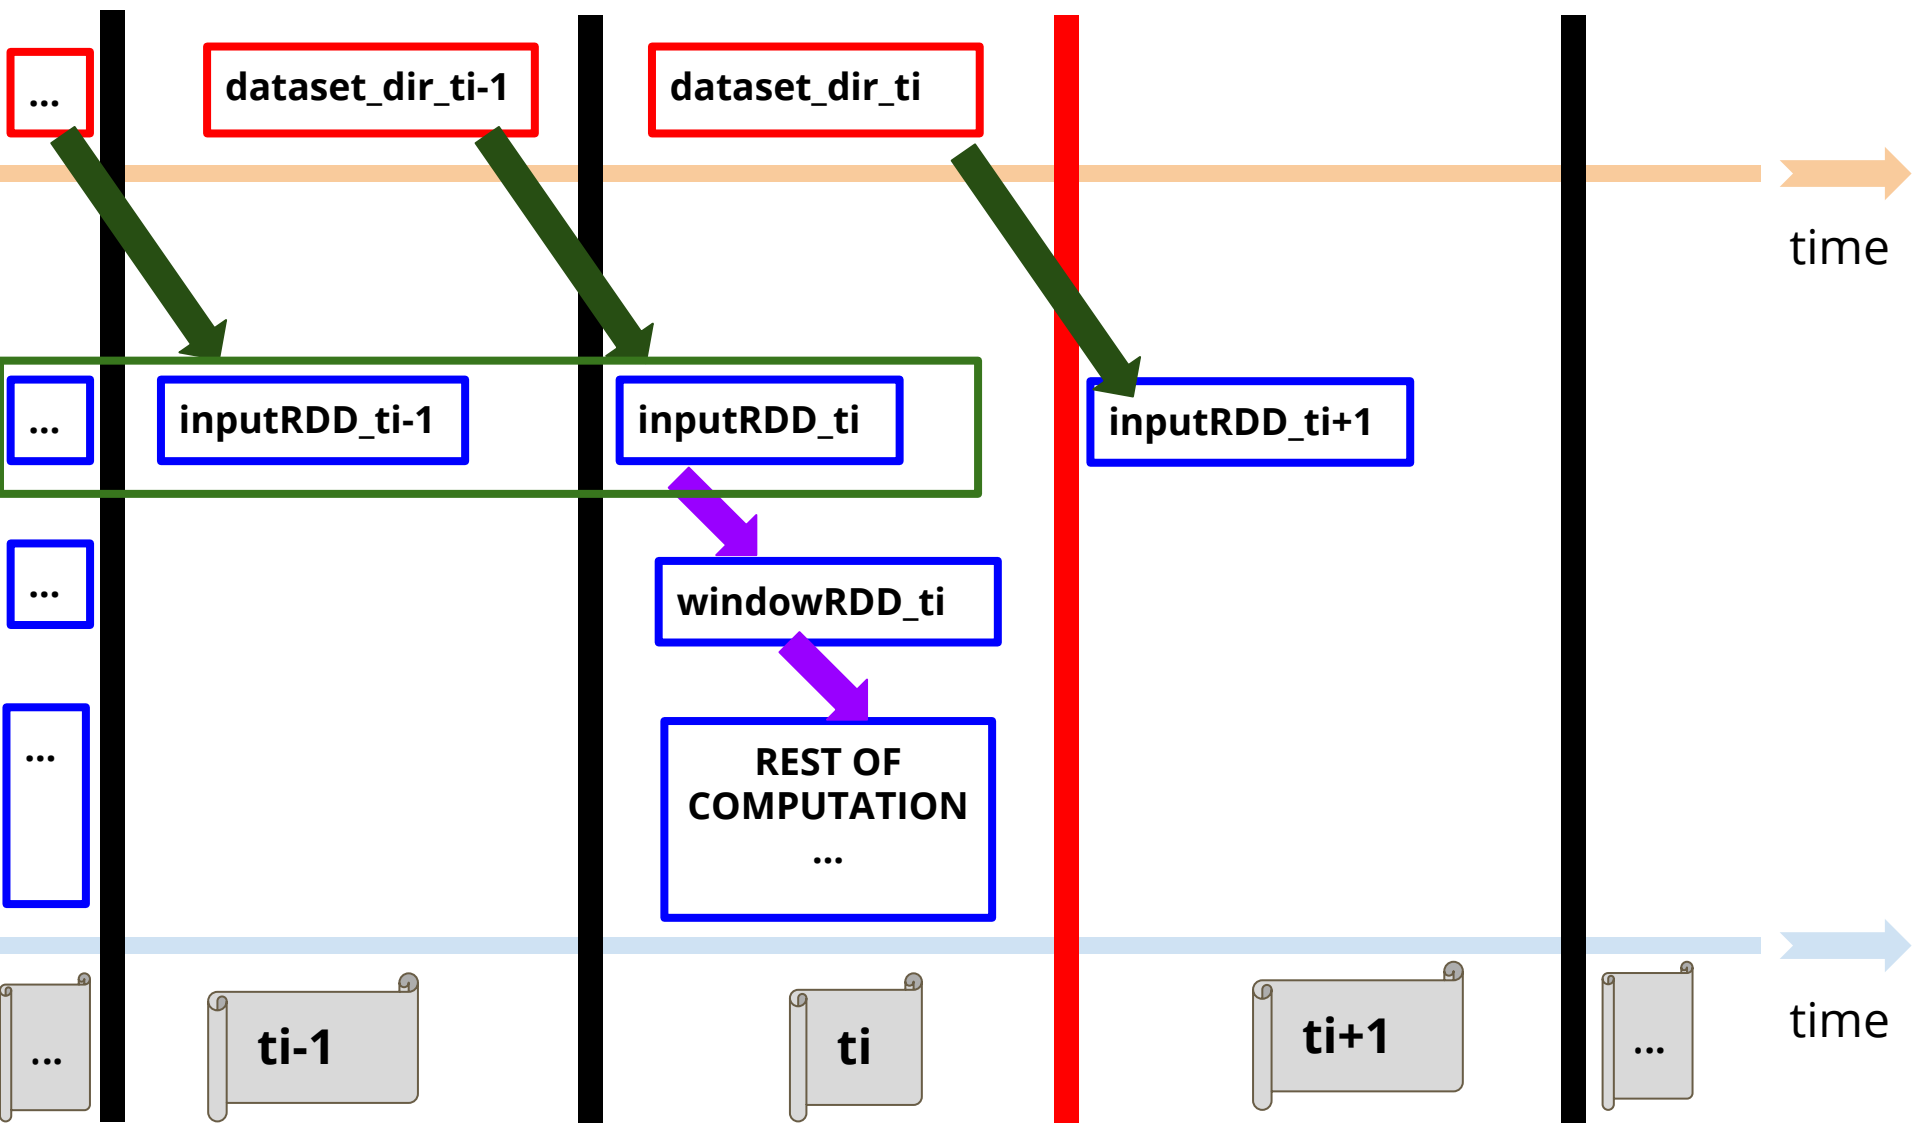 ...
dataset_dir_ti-1
dataset_dir_ti
time
...
inputRDD_ti-1
inputRDD_ti
inputRDD_ti+1
...
windowRDD_ti
...
REST OF
COMPUTATION
...
...
ti-1
ti
ti+1
...
time